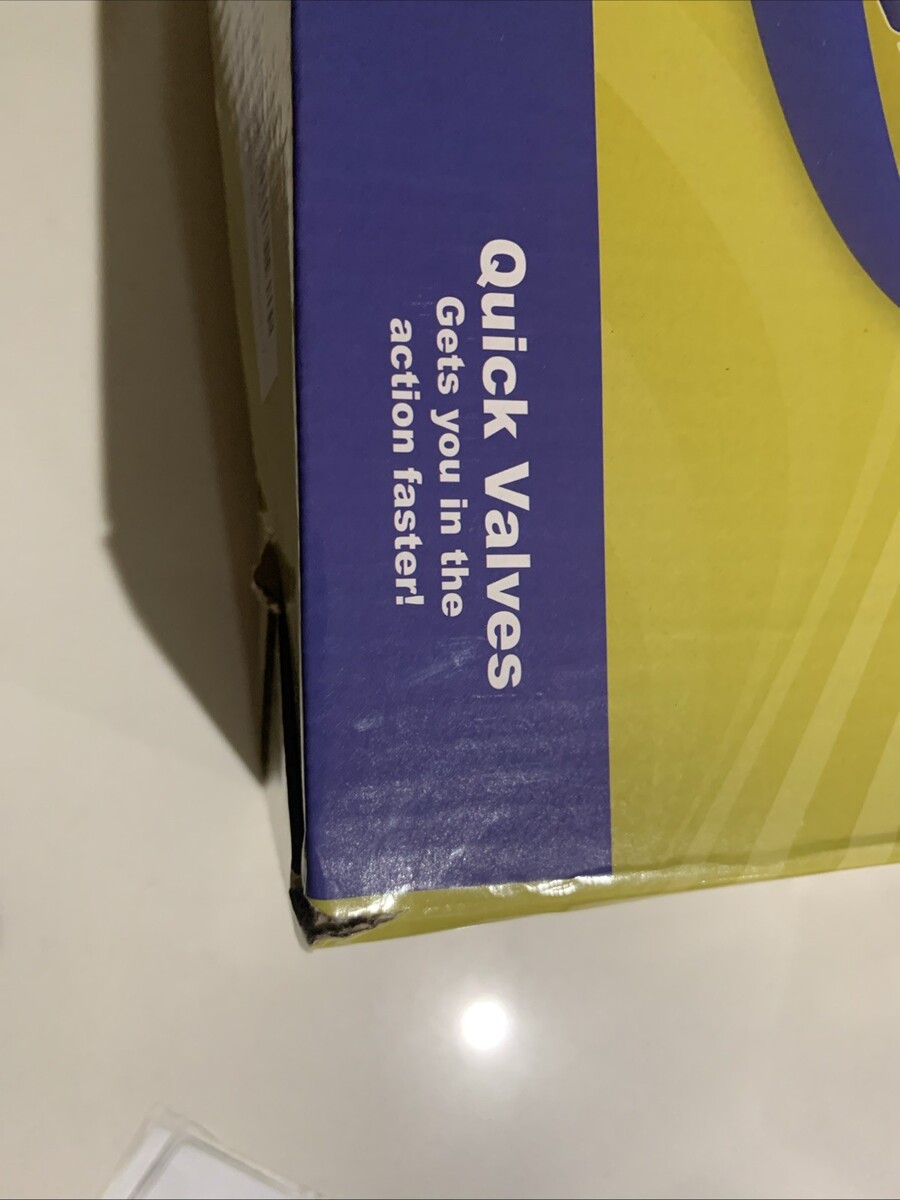 Quick Valves
Gets you in the
action faster!